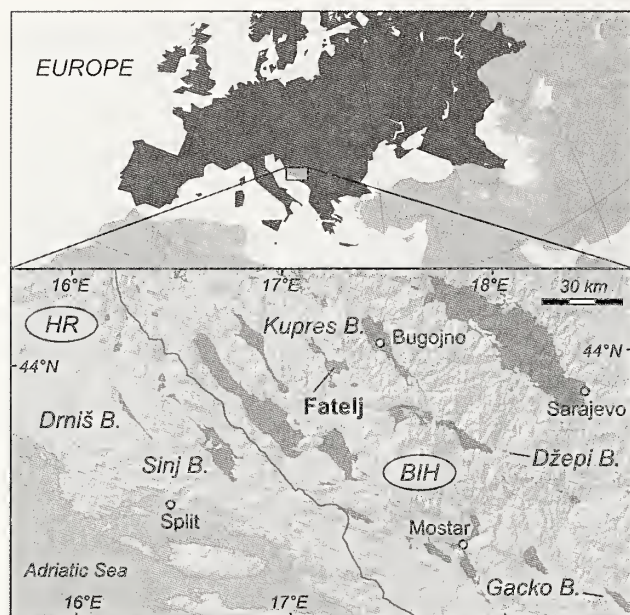 EUROPE
16°E 17°E 18°E 30 km
HR
Kupres B.
Bugojno
44°N 44°N
Fatelj
Sarajevo
Drniš B.
Sinj B.
BIH
Džepi B.
Split
Mostar
Adriatic Sea
Gacko B.
16°E 17°E